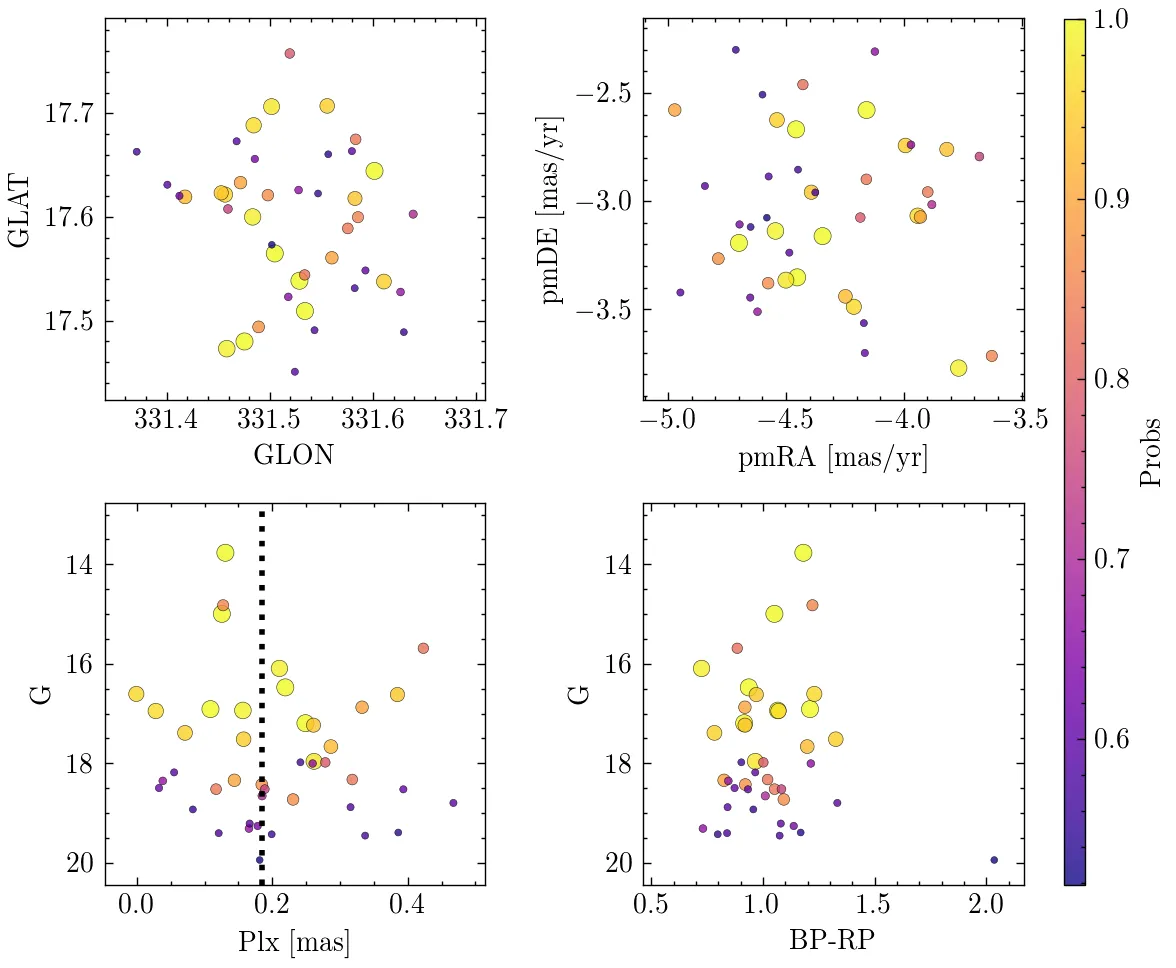 17.7
17.6
17.5
GLAT
331.4 331.5 331.6 331.7
GLON
−2.5
−3.0
−3.5
pmDE [mas/yr]
−5.0 −4.5 −4.0 −3.5
pmRA [mas/yr]
1.0
0.9
0.8
0.7
0.6
Probs
14
16
18
20
G
0.0 0.2 0.4
Plx [mas]
14
16
18
20
G
0.5 1.0 1.5 2.0
BP-RP